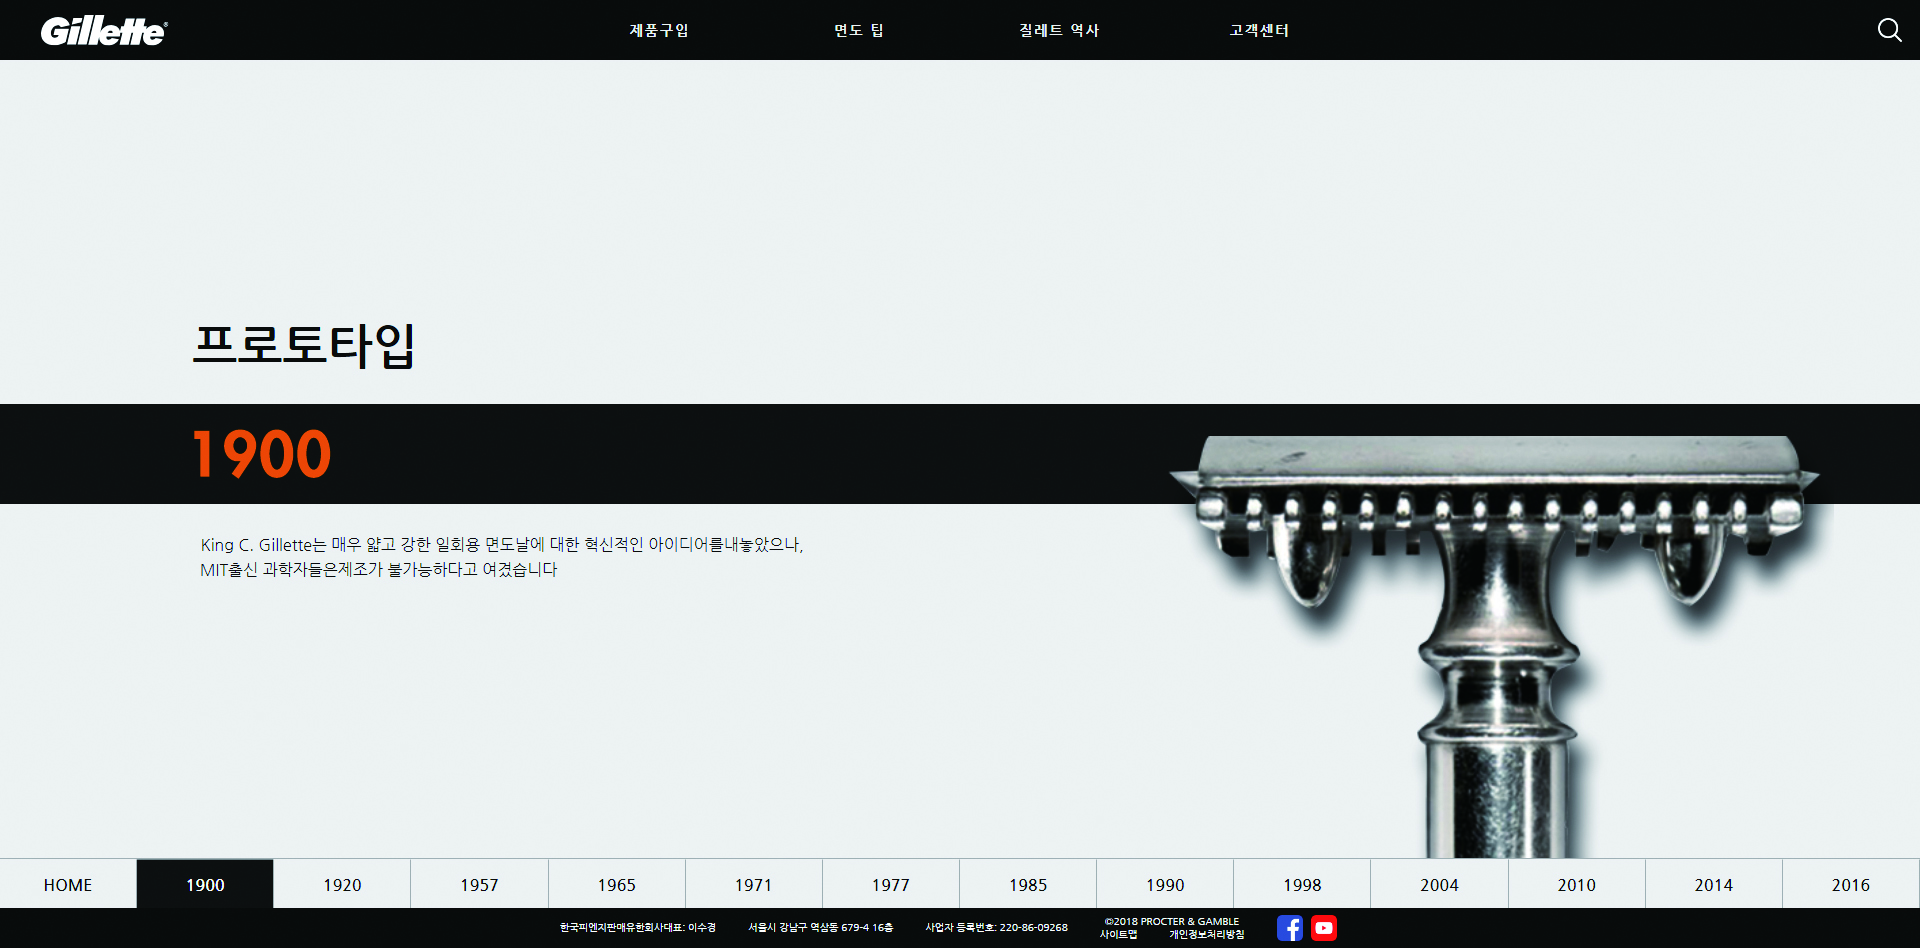 Gillette®
제품구입 면도 팁 질레트 역사 고객센터
프로토타입
1900
King C. Gillette는 매우 얇고 강한 일회용 면도날에 대한 혁신적인 아이디어를내놓았으나,
MIT출신 과학자들은제조가 불가능하다고 여겼습니다
HOME 1900 1920 1957 1965 1971 1977 1985 1990 1998 2004 2010 2014 2016
한국피엔지판매유한회사대표: 이수경 서울시 강남구 역삼동 679-4 16층 사업자 등록번호: 220-86-09268
©2018 PROCTER & GAMBLE
사이트맵 개인정보처리방침